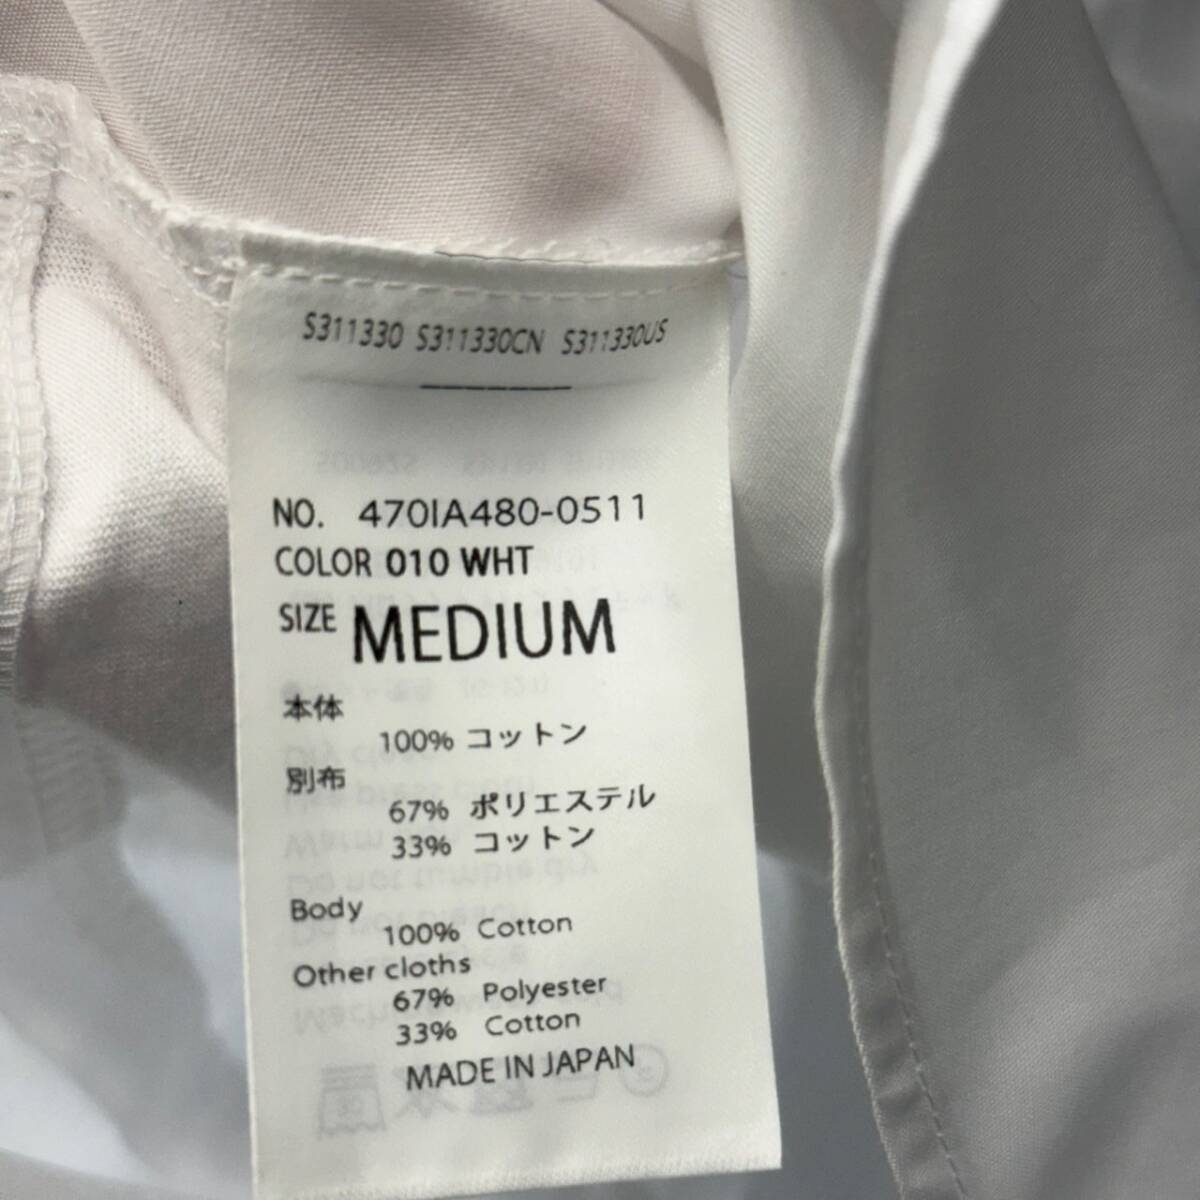 S311330 S311330CN S311330US
NO. 470IA480-0511
COLOR 010 WHT
SIZE MEDIUM
本体
100% コットン
別布
67% ポリエステル
33% コットン
Body
100% Cotton
Other cloths
67% Polyester
33% Cotton
MADE IN JAPAN